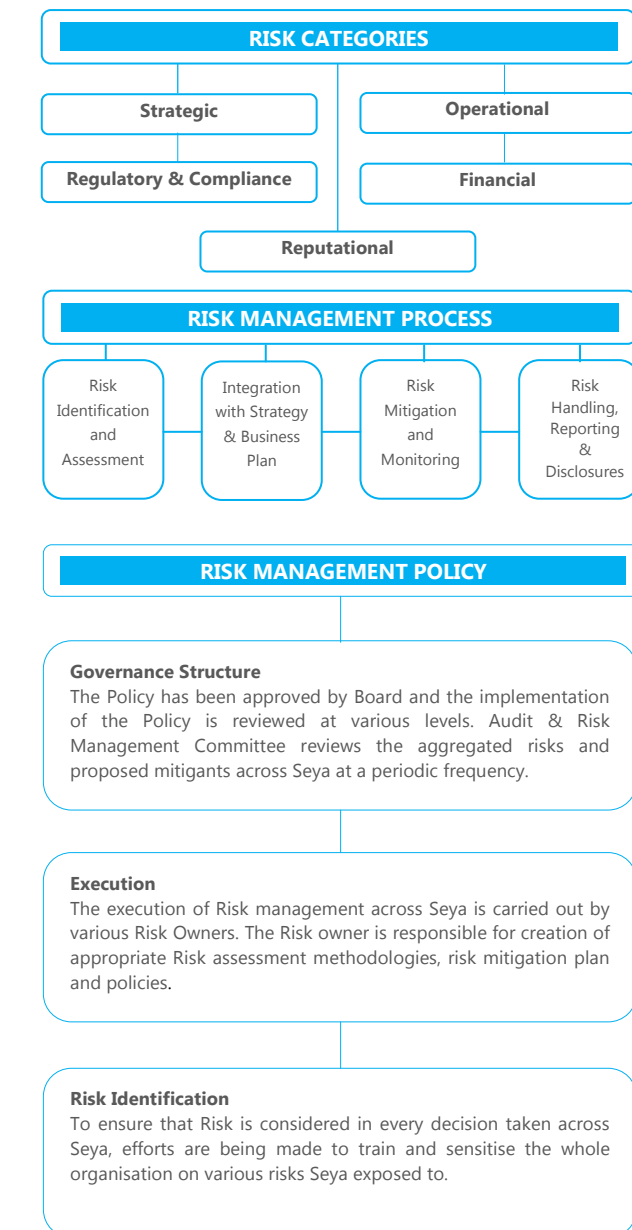 RISK CATEGORIES
Strategic
Operational
Regulatory & Compliance
Financial
Reputational
RISK MANAGEMENT PROCESS
Risk
Identification
and
Assessment
Integration
with Strategy
& Business
Plan
Risk
Mitigation
and
Monitoring
Risk
Handling,
Reporting
&
Disclosures
RISK MANAGEMENT POLICY
Governance Structure
The Policy has been approved by Board and the implementation
of the Policy is reviewed at various levels. Audit & Risk
Management Committee reviews the aggregated risks and
proposed mitigants across Seya at a periodic frequency.
Execution
The execution of Risk management across Seya is carried out by
various Risk Owners. The Risk owner is responsible for creation of
appropriate Risk assessment methodologies, risk mitigation plan
and policies.
Risk Identification
To ensure that Risk is considered in every decision taken across
Seya, efforts are being made to train and sensitise the whole
organisation on various risks Seya exposed to.